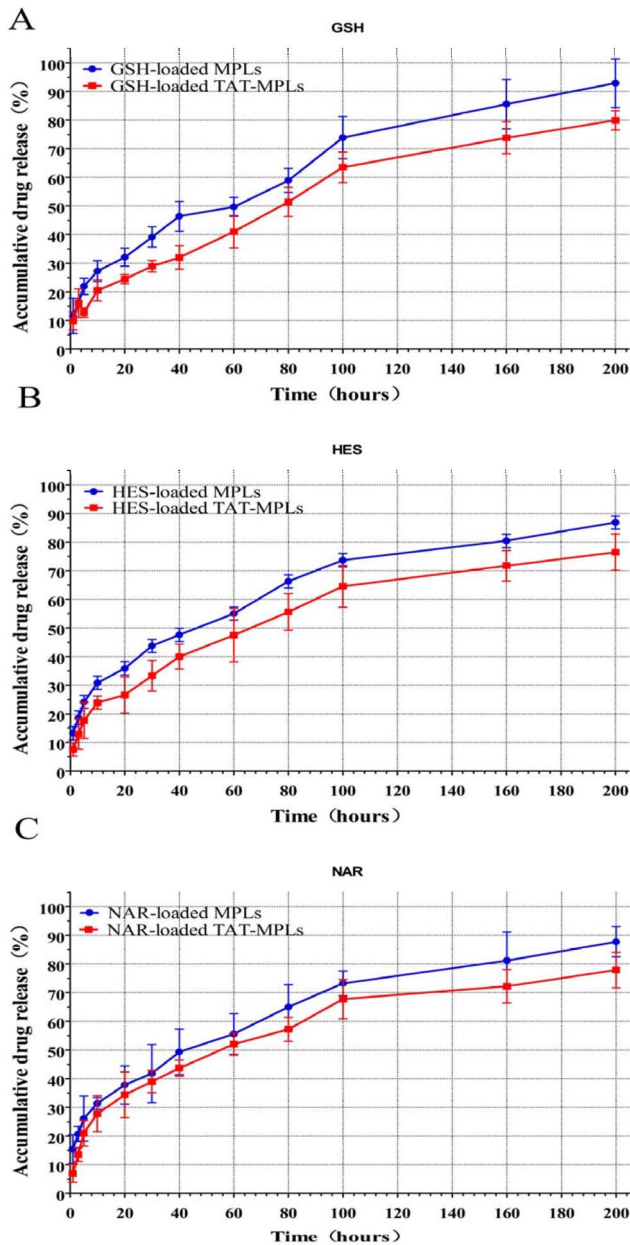 A
GSH
Accumulative drug release (%)
100
90
80
70
60
50
40
30
20
10
0
GSH-loaded MPLs
GSH-loaded TAT-MPLs
0 20 40 60 80 100 120 140 160 180 200
Time (hours)
B
HES
Accumulative drug release (%)
100
90
80
70
60
50
40
30
20
10
0
HES-loaded MPLs
HES-loaded TAT-MPLs
0 20 40 60 80 100 120 140 160 180 200
Time (hours)
C
NAR
Accumulative drug release (%)
100
90
80
70
60
50
40
30
20
10
0
NAR-loaded MPLs
NAR-loaded TAT-MPLs
0 20 40 60 80 100 120 140 160 180 200
Time (hours)